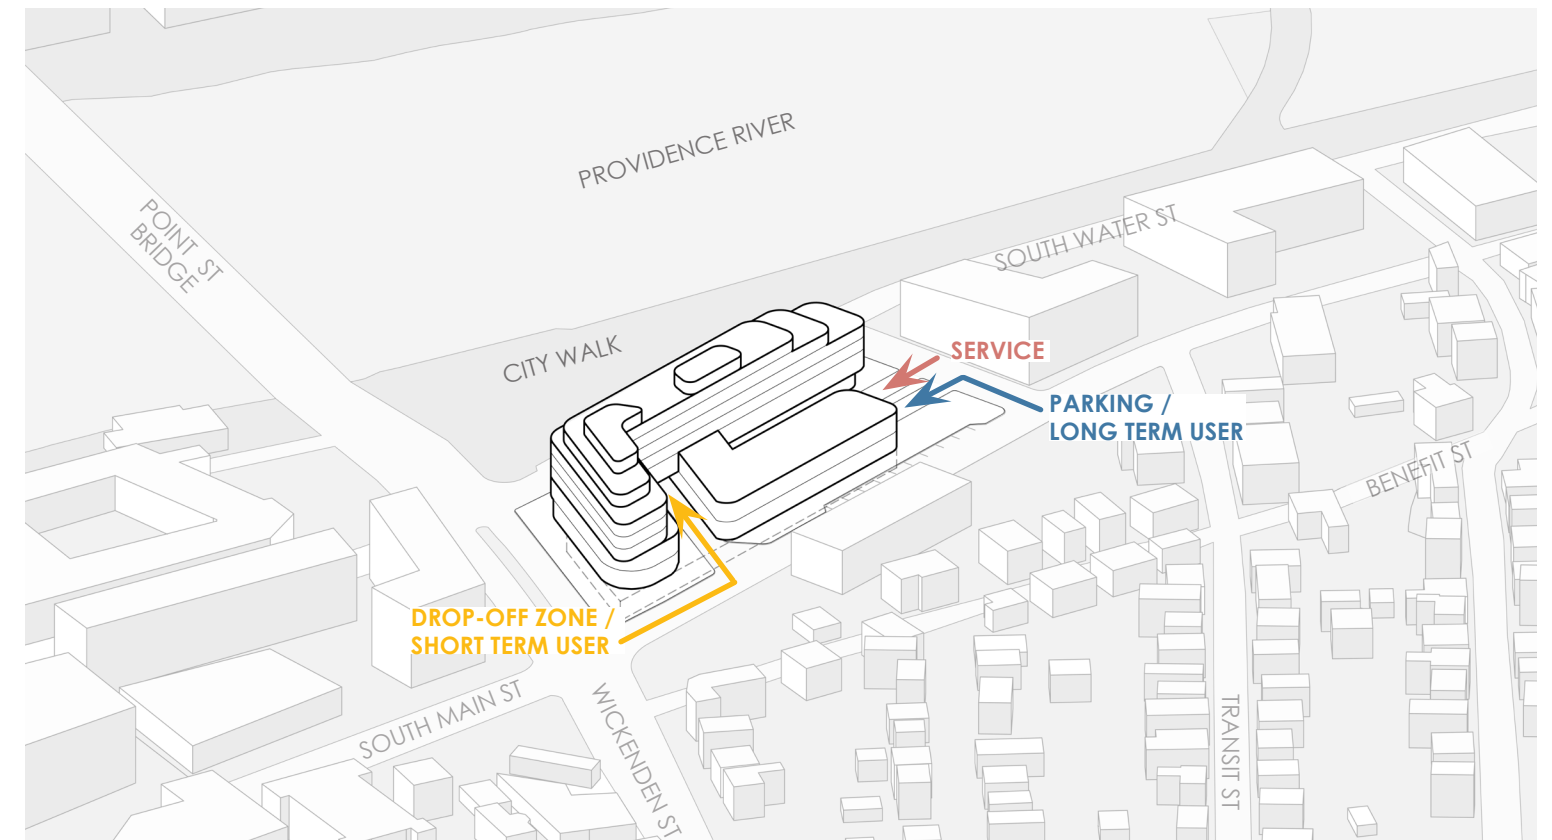 PROVIDENCE RIVER
POINT ST
BRIDGE
SOUTH WATER ST
CITY WALK
SERVICE
PARKING /
LONG TERM USER
BENEFIT ST
DROP-OFF ZONE /
SHORT TERM USER
SOUTH MAIN ST
WICKENDEN ST
TRANSIT ST